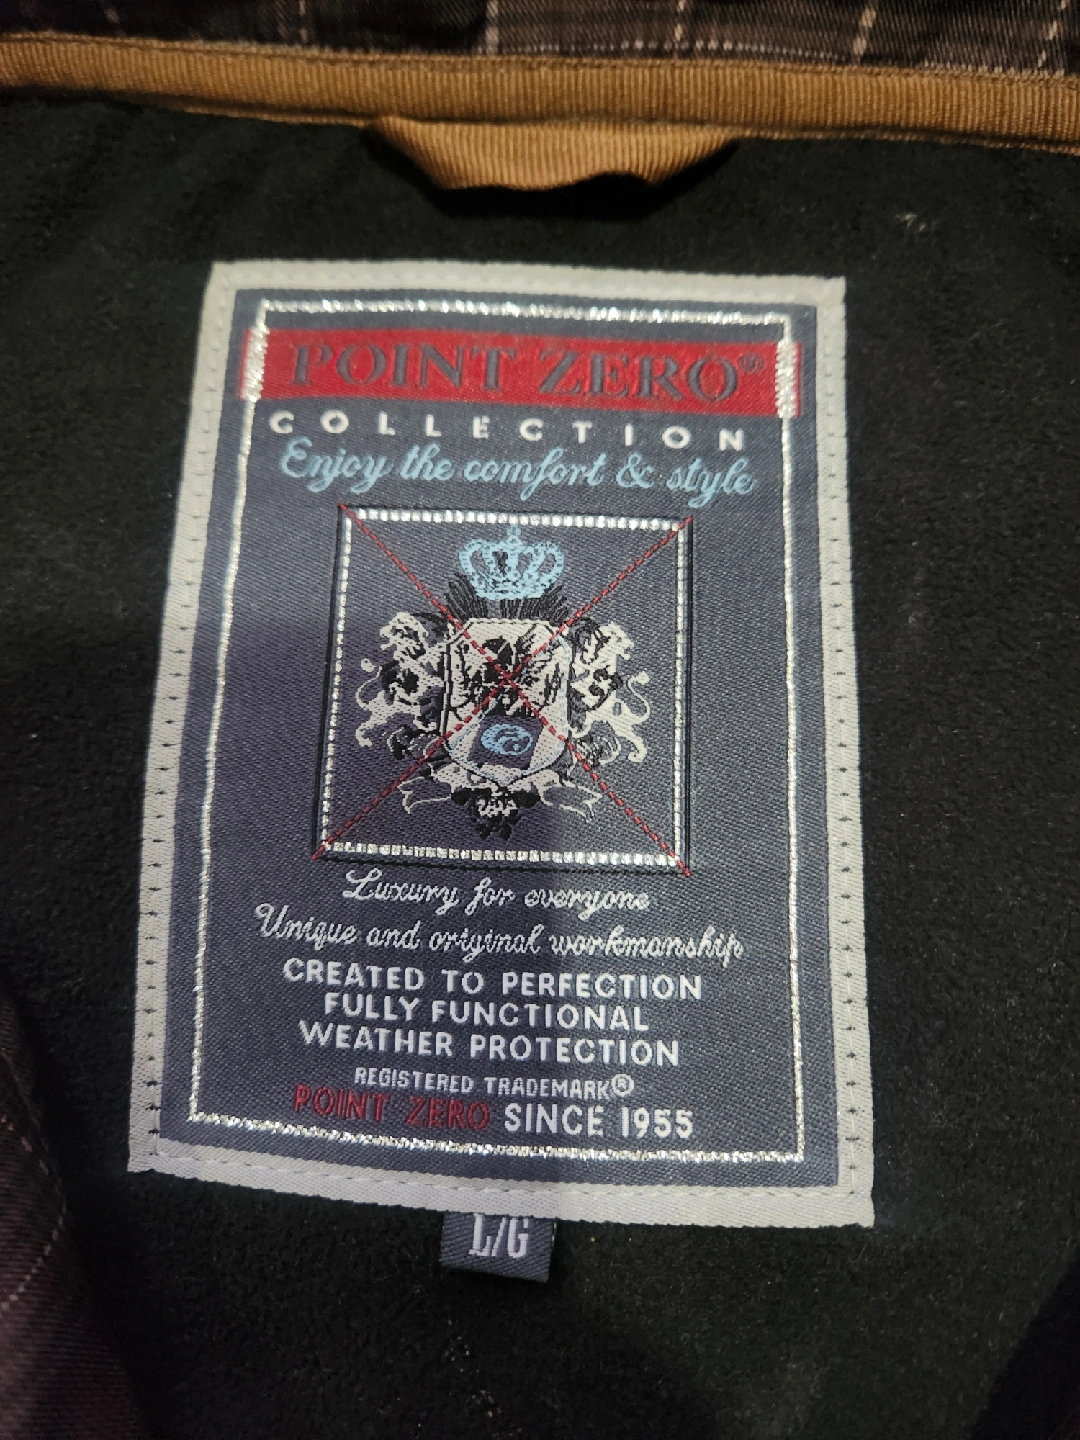 POINT ZERO®
COLLECTION
Enjoy the comfort & style
Luxury for everyone
Unique and original workmanship
CREATED TO PERFECTION
FULLY FUNCTIONAL
WEATHER PROTECTION
REGISTERED TRADEMARK®
POINT ZERO SINCE 1955
L/G